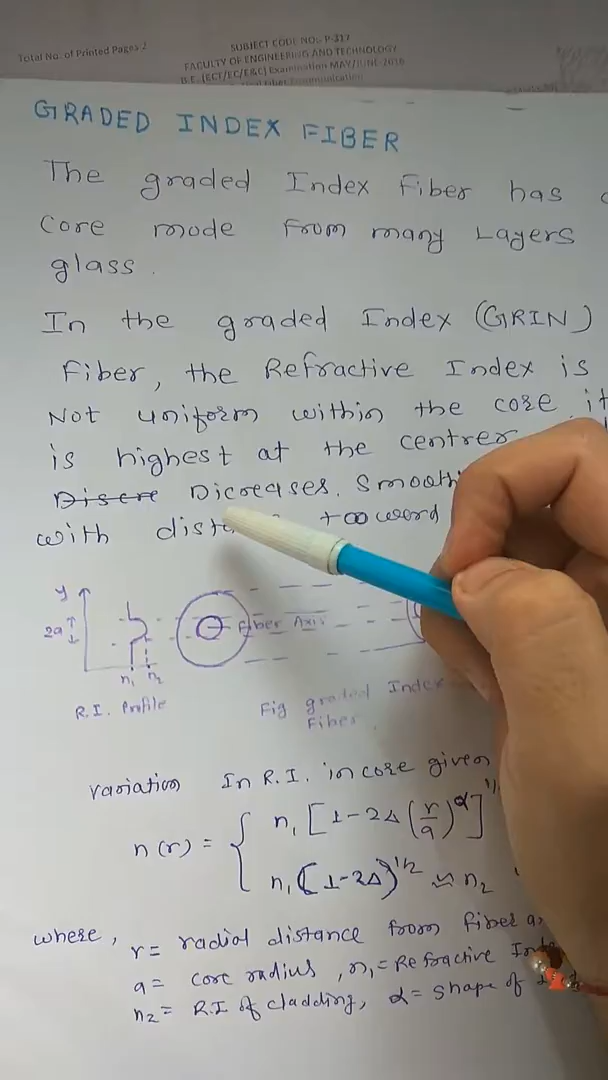 Total No. of Printed Pages 2
SUBJECT CODE NO:- P-317
FACULTY OF ENGINEERING AND TECHNOLOGY
B.E. (ECT/EC/E&C) Examination MAY/JUNE-2016
GRADED INDEX FIBER
The graded Index Fiber has
Core mode From many Layers
glass.
In the graded Index (GRIN)
Fiber, the Refractive Index is
Not uniform within the core it
is highest at the centrer
Discre Dicreases. Smooth
with toward
y
2a
n1 n2
R.I. Profile
Fiber Axis
Fig graded Index
Fiber
variation In R.I. in core given
n(r) = { n1 [1-2Δ (r/a)^α]
n1 (1-2Δ)^1/2 ≃ n2
where, r= radial distance from fiber
a= core radius, n1= Refractive
n2= R.I of cladding, α= shape of